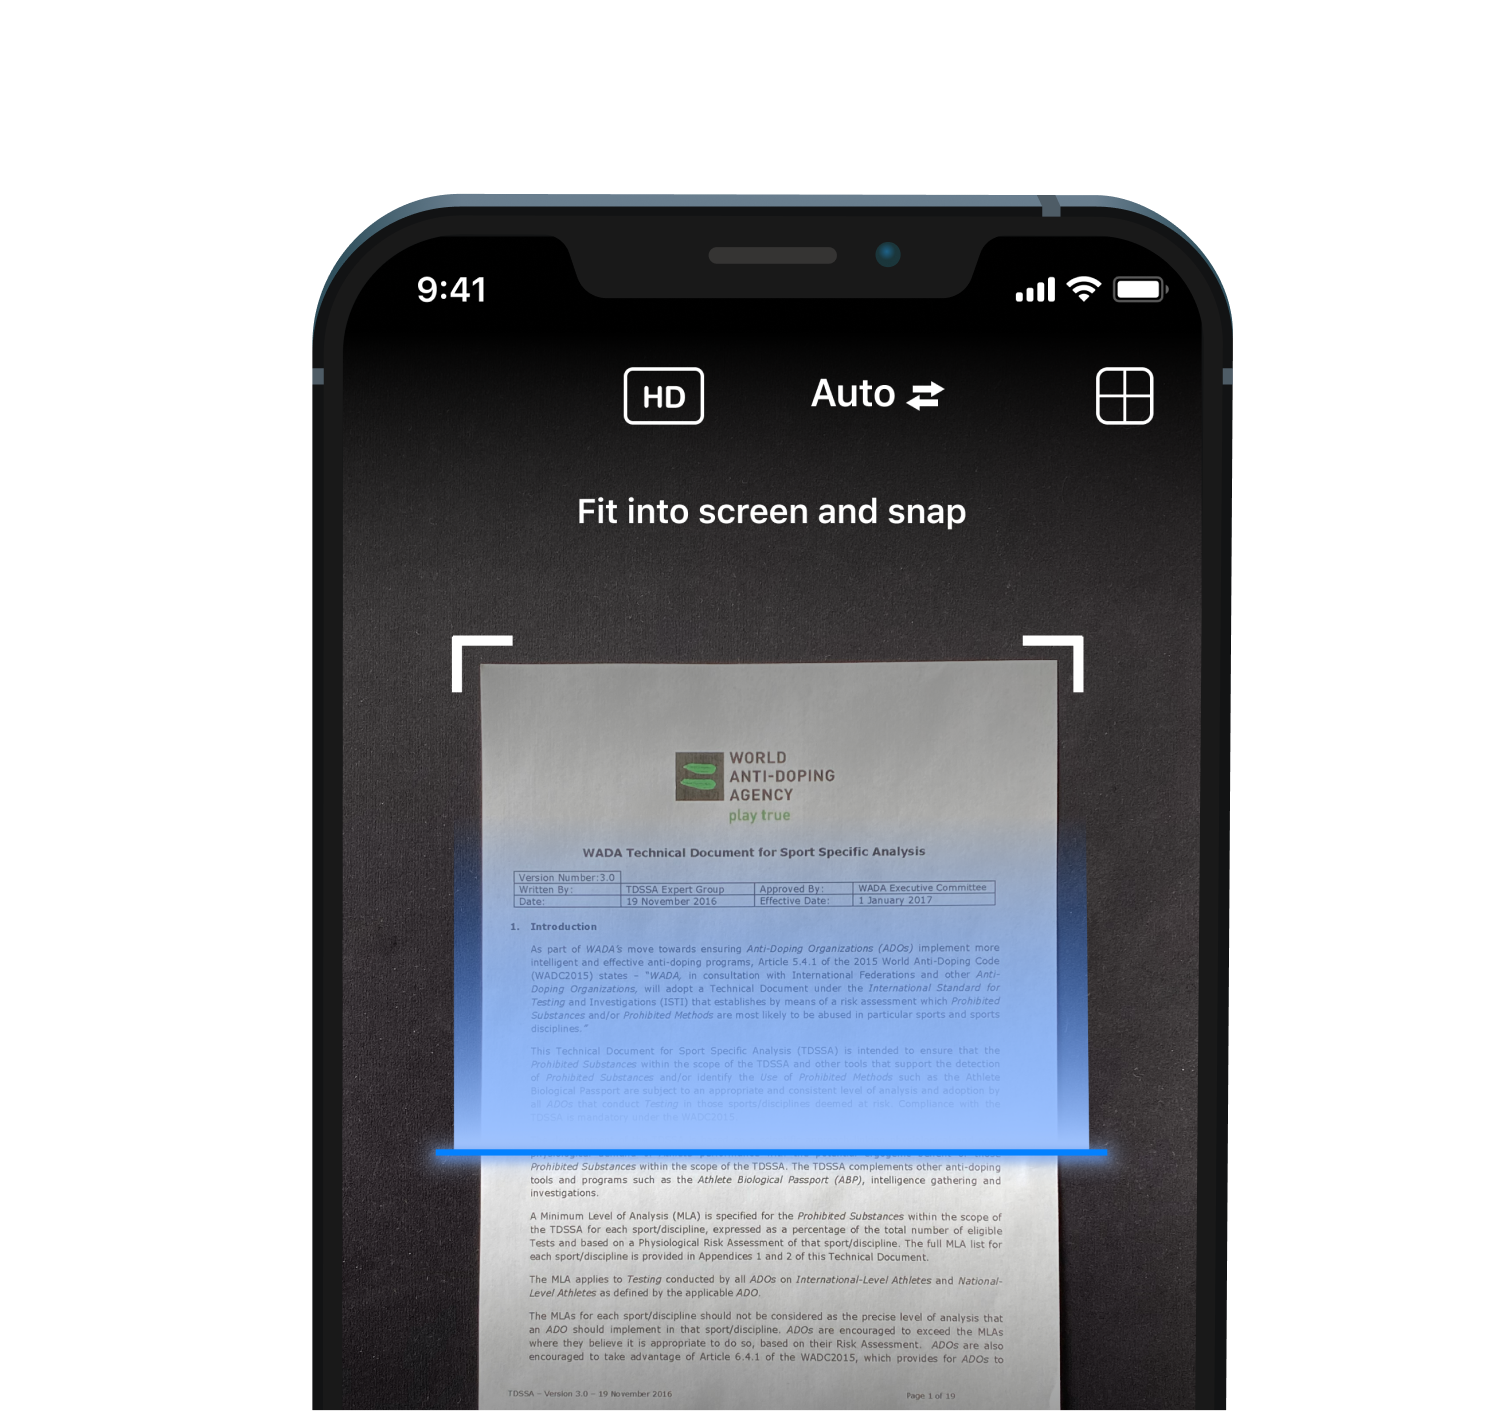 9:41
HD
Auto
Fit into screen and snap
WORLD
ANTI-DOPING
AGENCY
play true
WADA Technical Document for Sport Specific Analysis
Version Number:3.0
Written By: TDSSA Expert Group Approved By: WADA Executive Committee
Date: 19 November 2016 Effective Date: 1 January 2017
1. Introduction
As part of WADA's move towards ensuring Anti-Doping Organizations (ADOs) implement more
intelligent and effective anti-doping programs, Article 5.4.1 of the 2015 World Anti-Doping Code
(WADC2015) states – "WADA, in consultation with International Federations and other Anti-
Doping Organizations, will adopt a Technical Document under the International Standard for
Testing and Investigations (ISTI) that establishes by means of a risk assessment which Prohibited
Substances and/or Prohibited Methods are most likely to be abused in particular sports and sports
disciplines."
This Technical Document for Sport Specific Analysis (TDSSA) is intended to ensure that the
Prohibited Substances within the scope of the TDSSA and other tools that support the detection
of Prohibited Substances and/or identify the Use of Prohibited Methods such as the Athlete
Biological Passport are subject to an appropriate and consistent level of analysis and adoption by
all ADOs that conduct Testing in those sports/disciplines deemed at risk. Compliance with the
TDSSA is mandatory under the WADC2015.
Prohibited Substances within the scope of the TDSSA. The TDSSA complements other anti-doping
tools and programs such as the Athlete Biological Passport (ABP), intelligence gathering and
investigations.
A Minimum Level of Analysis (MLA) is specified for the Prohibited Substances within the scope of
the TDSSA for each sport/discipline, expressed as a percentage of the total number of eligible
Tests and based on a Physiological Risk Assessment of that sport/discipline. The full MLA list for
each sport/discipline is provided in Appendices 1 and 2 of this Technical Document.
The MLA applies to Testing conducted by all ADOs on International-Level Athletes and National-
Level Athletes as defined by the applicable ADO.
The MLAs for each sport/discipline should not be considered as the precise level of analysis that
an ADO should implement in that sport/discipline. ADOs are encouraged to exceed the MLAs
where they believe it is appropriate to do so, based on their Risk Assessment. ADOs are also
encouraged to take advantage of Article 6.4.1 of the WADC2015, which provides for ADOs to
TDSSA – Version 3.0 – 19 November 2016 Page 1 of 19